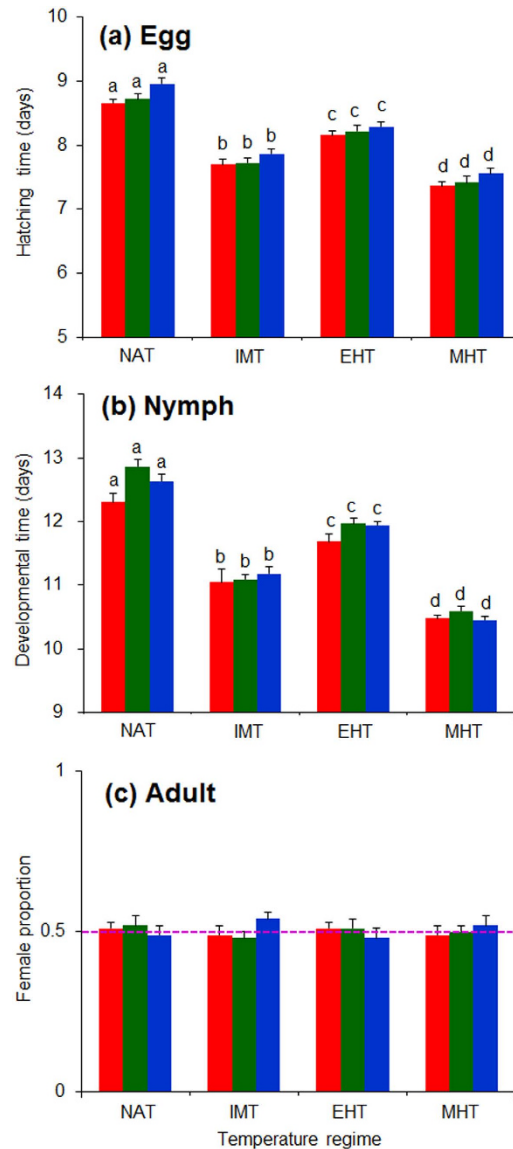 (a) Egg
Hatching time (days)
10
9
8
7
6
5
a a a
b b b
c c c
d d d
NAT IMT EHT MHT
(b) Nymph
Developmental time (days)
14
13
12
11
10
9
a a a
b b b
c c c
d d d
NAT IMT EHT MHT
(c) Adult
Female proportion
1
0.5
0
NAT IMT EHT MHT
Temperature regime